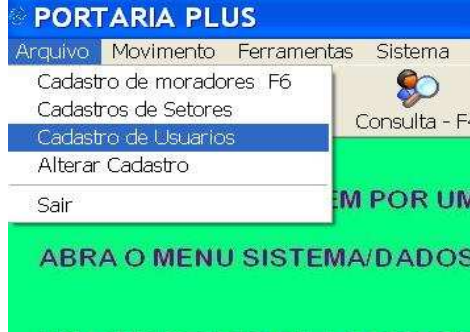 PORTARIA PLUS
Arquivo Movimento Ferramentas Sistema
Cadastro de moradores F6
Cadastros de Setores
Consulta - F4
Cadastro de Usuarios
Alterar Cadastro
Sair
EM POR UM
ABRA O MENU SISTEMA/DADOS